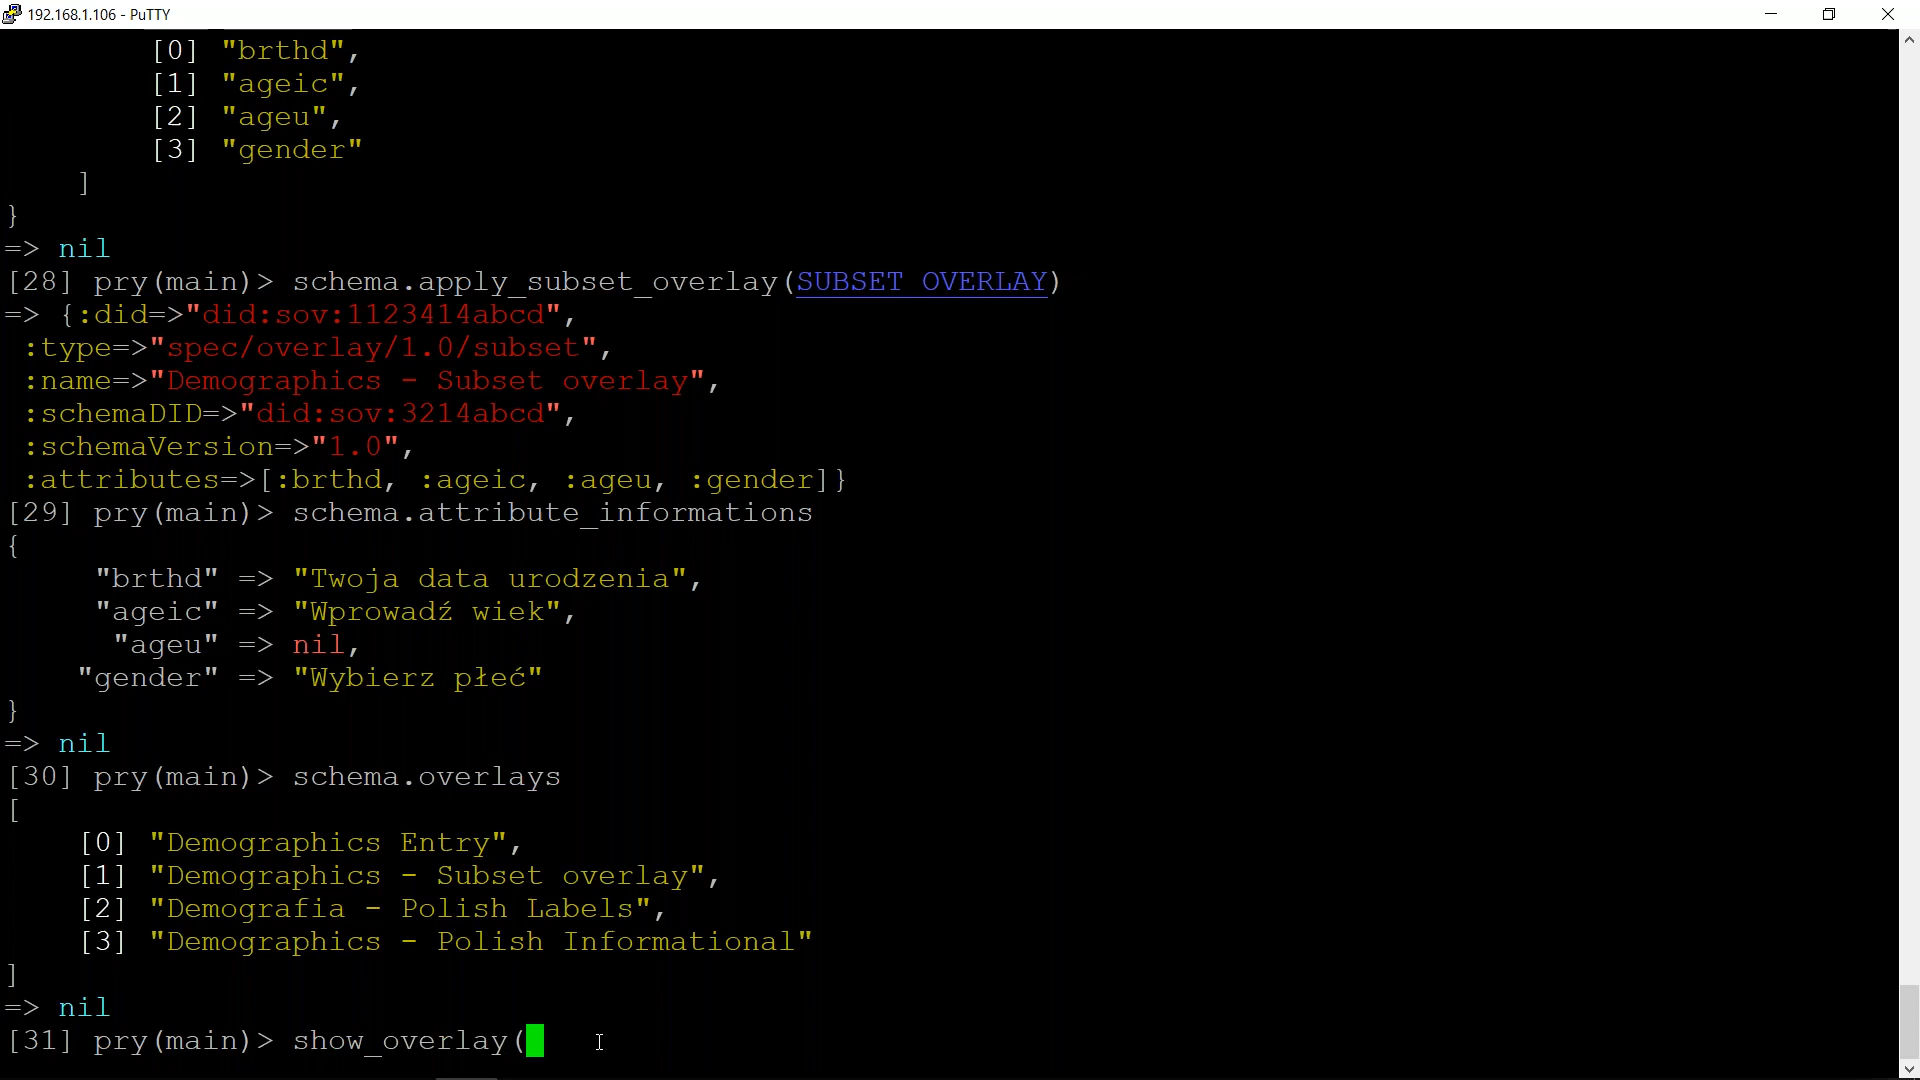 192.168.1.106 - PuTTY
[0] "brthd",
[1] "ageic",
[2] "ageu",
[3] "gender"
]
}
=> nil
[28] pry(main)> schema.apply_subset_overlay(SUBSET_OVERLAY)
=> {:did=>"did:sov:1123414abcd",
:type=>"spec/overlay/1.0/subset",
:name=>"Demographics - Subset overlay",
:schemaDID=>"did:sov:3214abcd",
:schemaVersion=>"1.0",
:attributes=>[:brthd, :ageic, :ageu, :gender]}
[29] pry(main)> schema.attribute_informations
{
"brthd" => "Twoja data urodzenia",
"ageic" => "Wprowadź wiek",
"ageu" => nil,
"gender" => "Wybierz płeć"
}
=> nil
[30] pry(main)> schema.overlays
[
[0] "Demographics Entry",
[1] "Demographics - Subset overlay",
[2] "Demografia - Polish Labels",
[3] "Demographics - Polish Informational"
]
=> nil
[31] pry(main)> show_overlay(